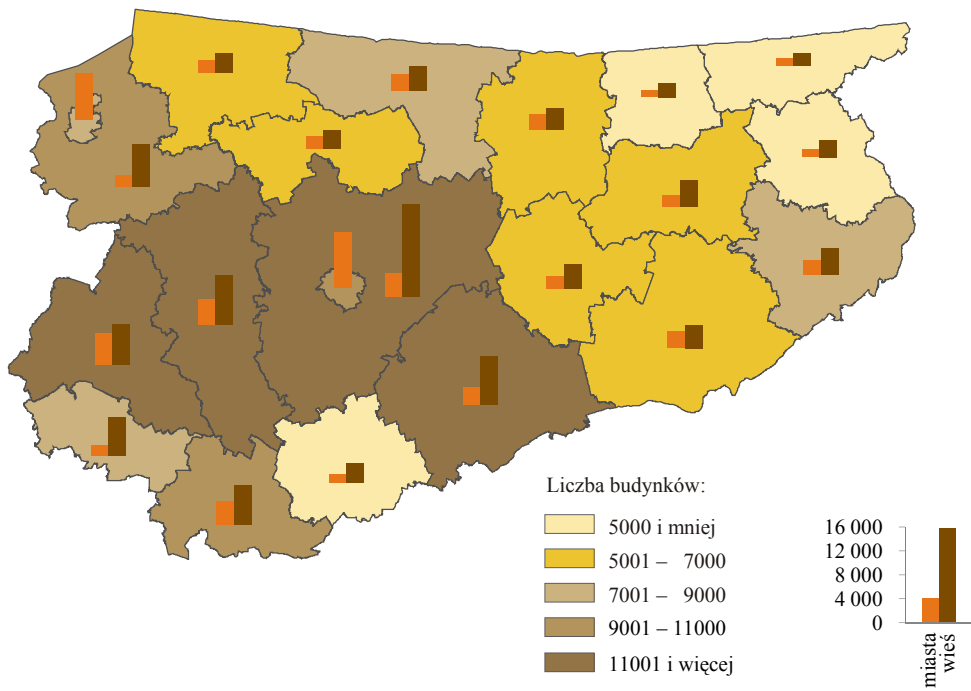 Liczba budynków:
5000 i mniej
5001 – 7000
7001 – 9000
9001 – 11000
11001 i więcej
16 000
12 000
8 000
4 000
0
miasta
wieś